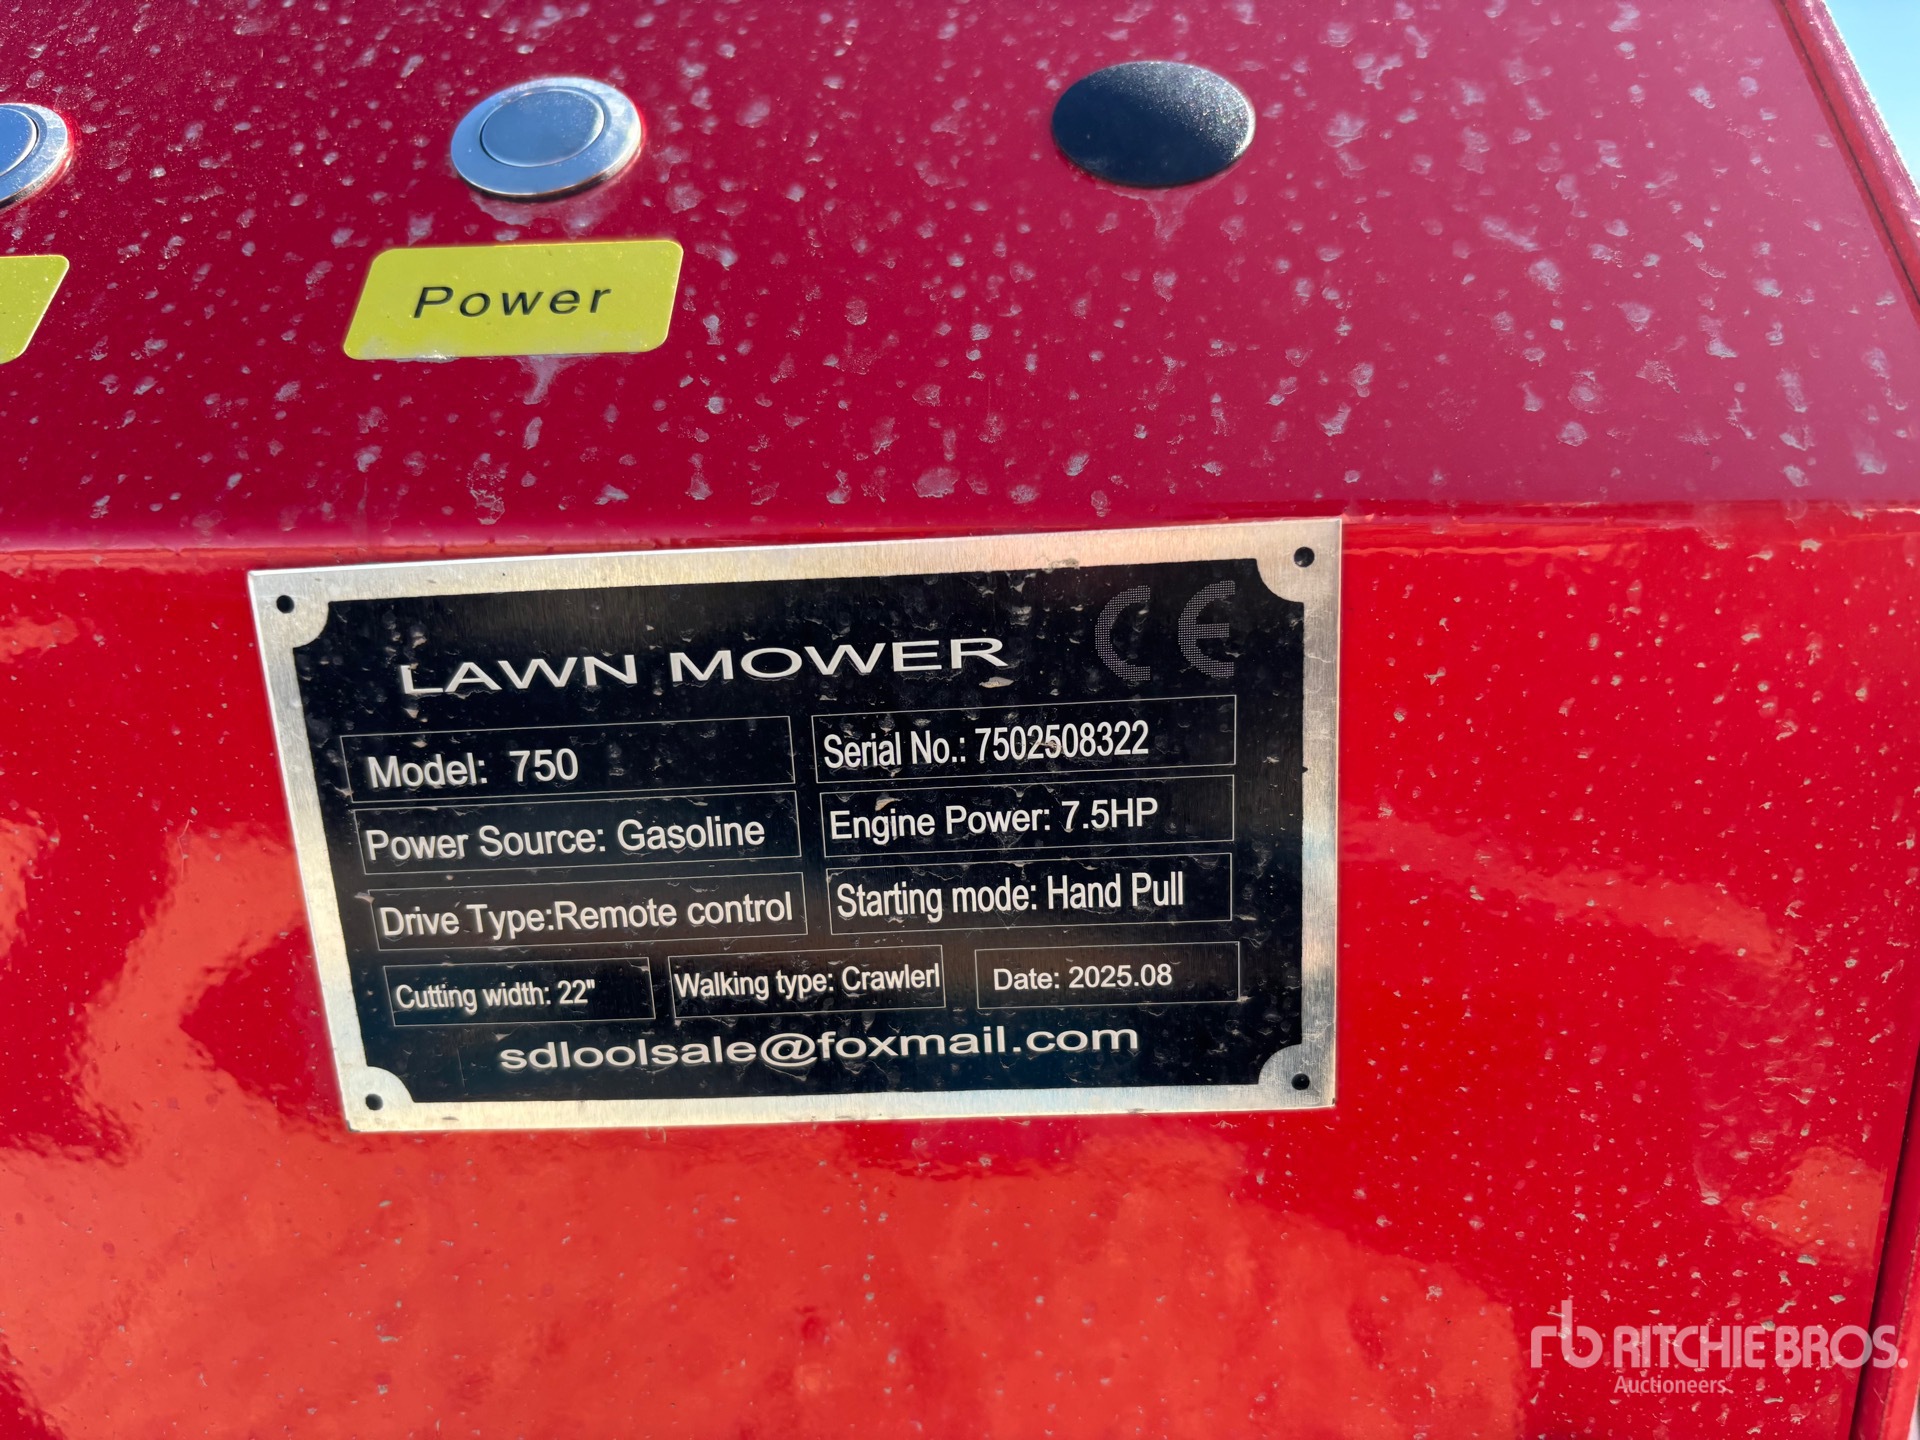 Power
CE
LAWN MOWER
Model: 750
Serial No.: 7502508322
Power Source: Gasoline
Engine Power: 7.5HP
Drive Type:Remote control
Starting mode: Hand Pull
Cutting width: 22"
Walking type: Crawlerl
Date: 2025.08
sdloolsale@foxmail.com
rb RITCHIE BROS.
Auctioneers